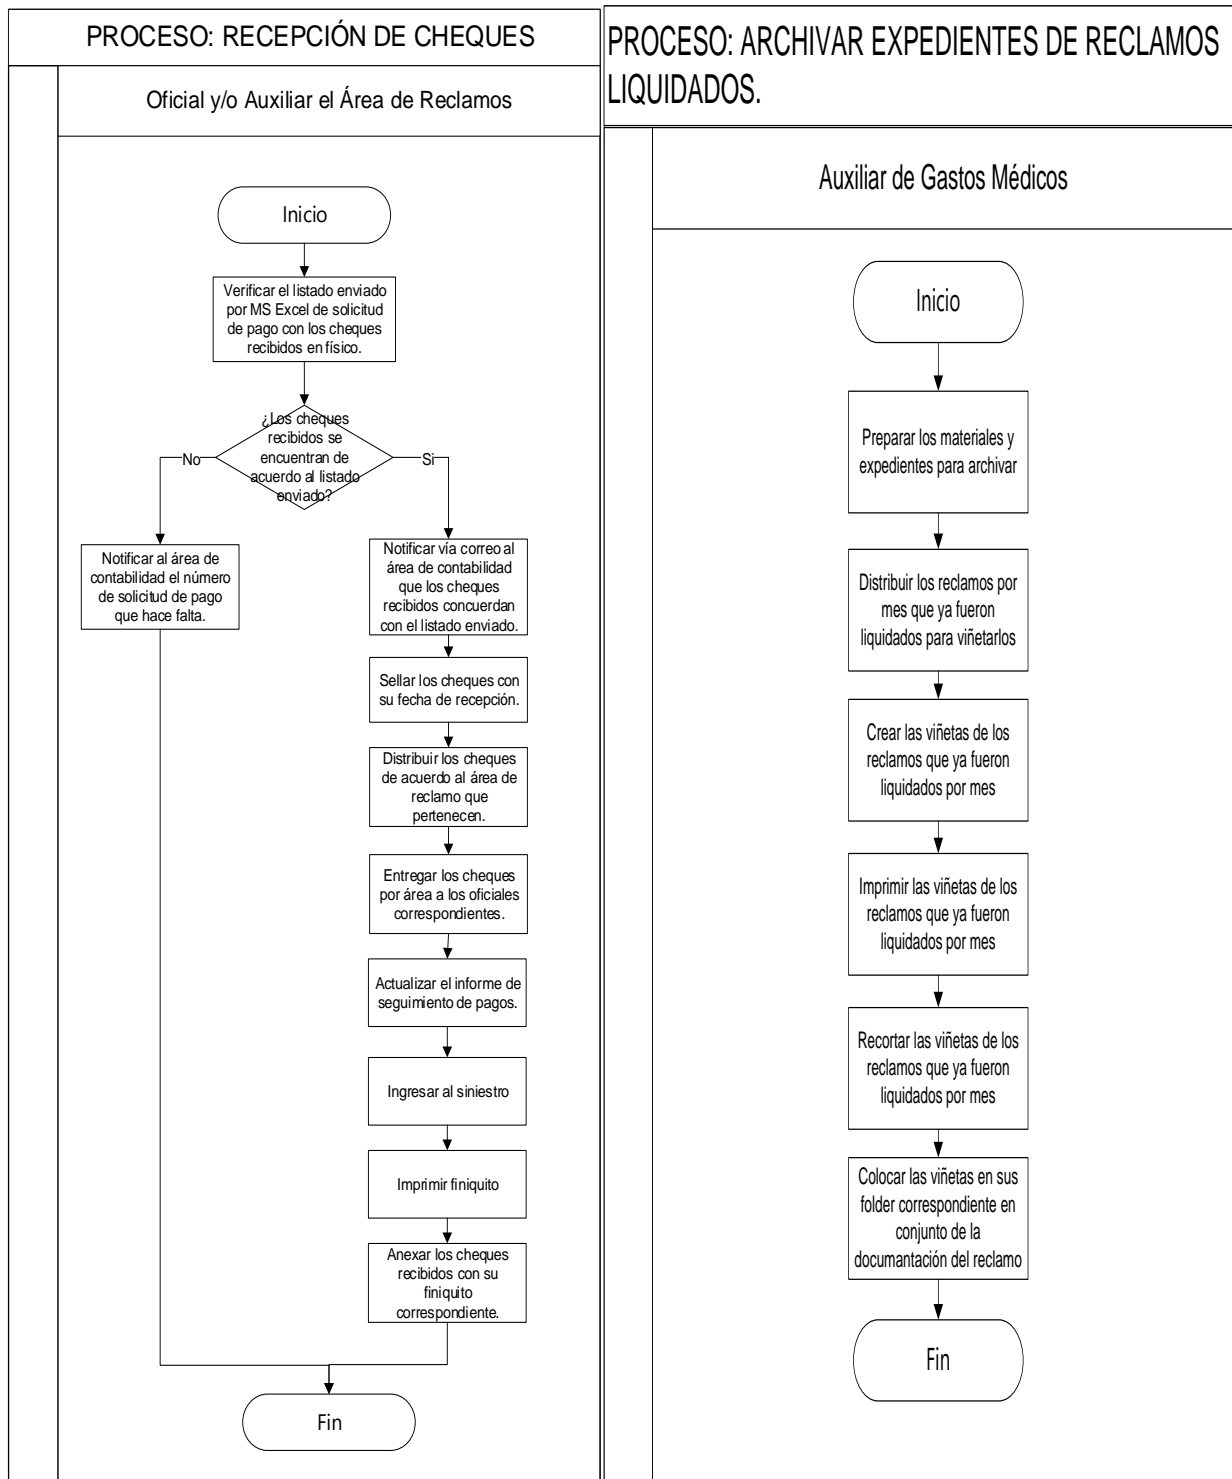 PROCESO: RECEPCIÓN DE CHEQUES
Oficial y/o Auxiliar el Área de Reclamos
Inicio
Verificar el listado enviado
por MS Excel de solicitud
de pago con los cheques
recibidos en físico.
¿Los cheques
recibidos se
encuentran de
acuerdo al listado
enviado?
No
Si
Notificar al área de
contabilidad el número
de solicitud de pago
que hace falta.
Notificar vía correo al
área de contabilidad
que los cheques
recibidos concuerdan
con el listado enviado.
Sellar los cheques con
su fecha de recepción.
Distribuir los cheques
de acuerdo al área de
reclamo que
pertenecen.
Entregar los cheques
por área a los oficiales
correspondientes.
Actualizar el informe de
seguimiento de pagos.
Ingresar al siniestro
Imprimir finiquito
Anexar los cheques
recibidos con su
finiquito
correspondiente.
Fin
PROCESO: ARCHIVAR EXPEDIENTES DE RECLAMOS
LIQUIDADOS.
Auxiliar de Gastos Médicos
Inicio
Preparar los materiales y
expedientes para archivar
Distribuir los reclamos por
mes que ya fueron
liquidados para viñetarlos
Crear las viñetas de los
reclamos que ya fueron
liquidados por mes
Imprimir las viñetas de los
reclamos que ya fueron
liquidados por mes
Recortar las viñetas de los
reclamos que ya fueron
liquidados por mes
Colocar las viñetas en sus
folder correspondiente en
conjunto de la
documantación del reclamo
Fin